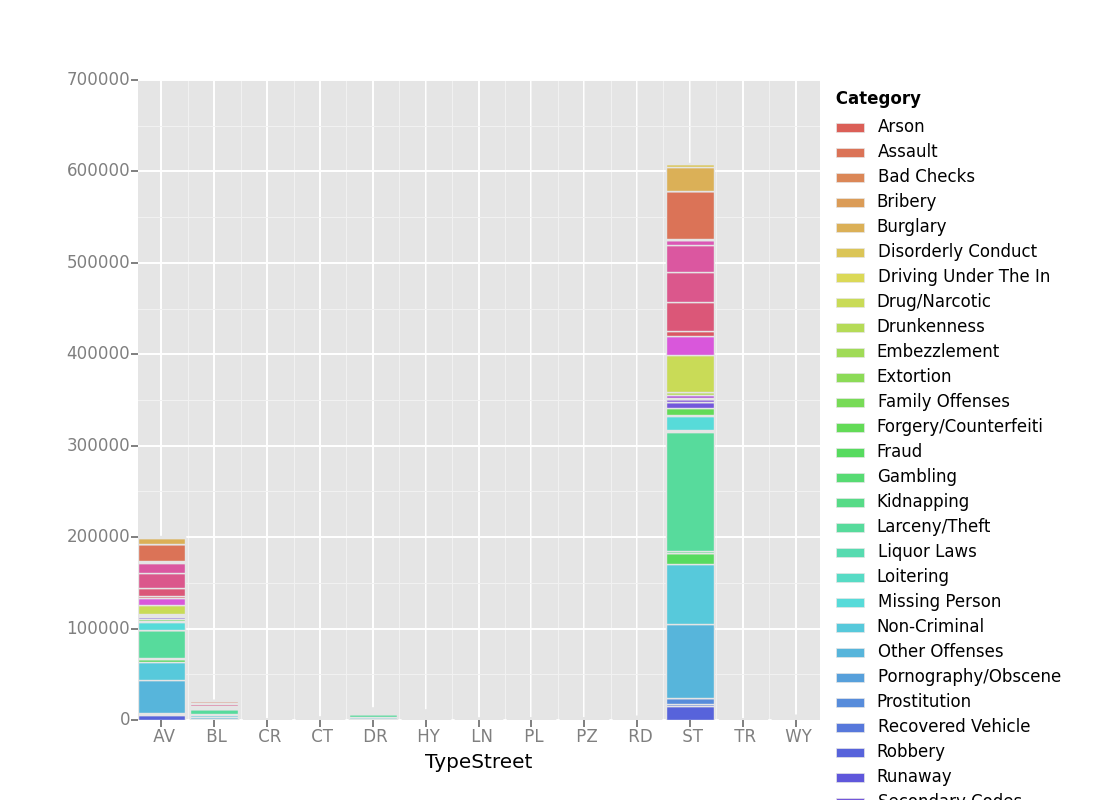 700000
600000
500000
400000
300000
200000
100000
0
AV BL CR CT DR HY LN PL PZ RD ST TR WY
TypeStreet
Category
Arson
Assault
Bad Checks
Bribery
Burglary
Disorderly Conduct
Driving Under The In
Drug/Narcotic
Drunkenness
Embezzlement
Extortion
Family Offenses
Forgery/Counterfeiti
Fraud
Gambling
Kidnapping
Larceny/Theft
Liquor Laws
Loitering
Missing Person
Non-Criminal
Other Offenses
Pornography/Obscene
Prostitution
Recovered Vehicle
Robbery
Runaway
Secondary Codes